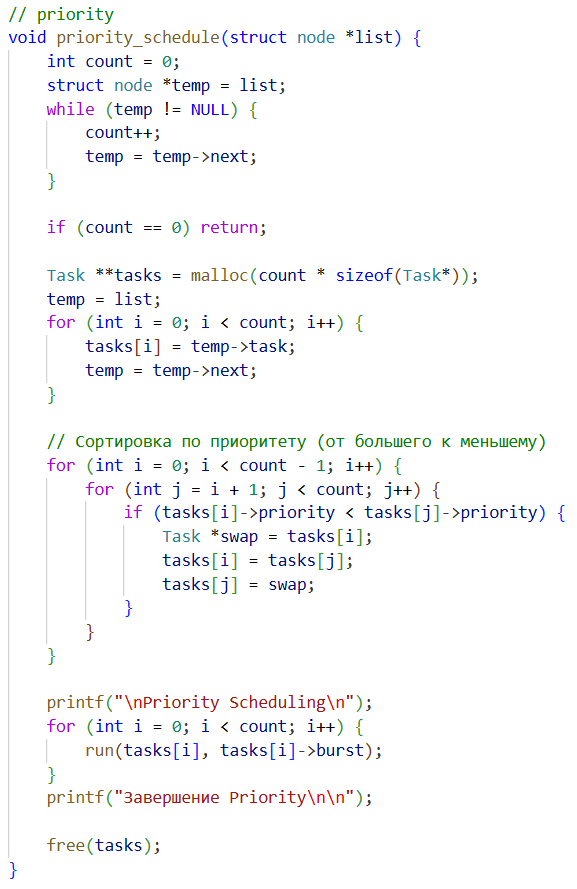 // priority
void priority_schedule(struct node *list) {
    int count = 0;
    struct node *temp = list;
    while (temp != NULL) {
        count++;
        temp = temp->next;
    }

    if (count == 0) return;

    Task **tasks = malloc(count * sizeof(Task*));
    temp = list;
    for (int i = 0; i < count; i++) {
        tasks[i] = temp->task;
        temp = temp->next;
    }

    // Сортировка по приоритету (от большего к меньшему)
    for (int i = 0; i < count - 1; i++) {
        for (int j = i + 1; j < count; j++) {
            if (tasks[i]->priority < tasks[j]->priority) {
                Task *swap = tasks[i];
                tasks[i] = tasks[j];
                tasks[j] = swap;
            }
        }
    }

    printf("\nPriority Scheduling\n");
    for (int i = 0; i < count; i++) {
        run(tasks[i], tasks[i]->burst);
    }
    printf("Завершение Priority\n\n");

    free(tasks);
}